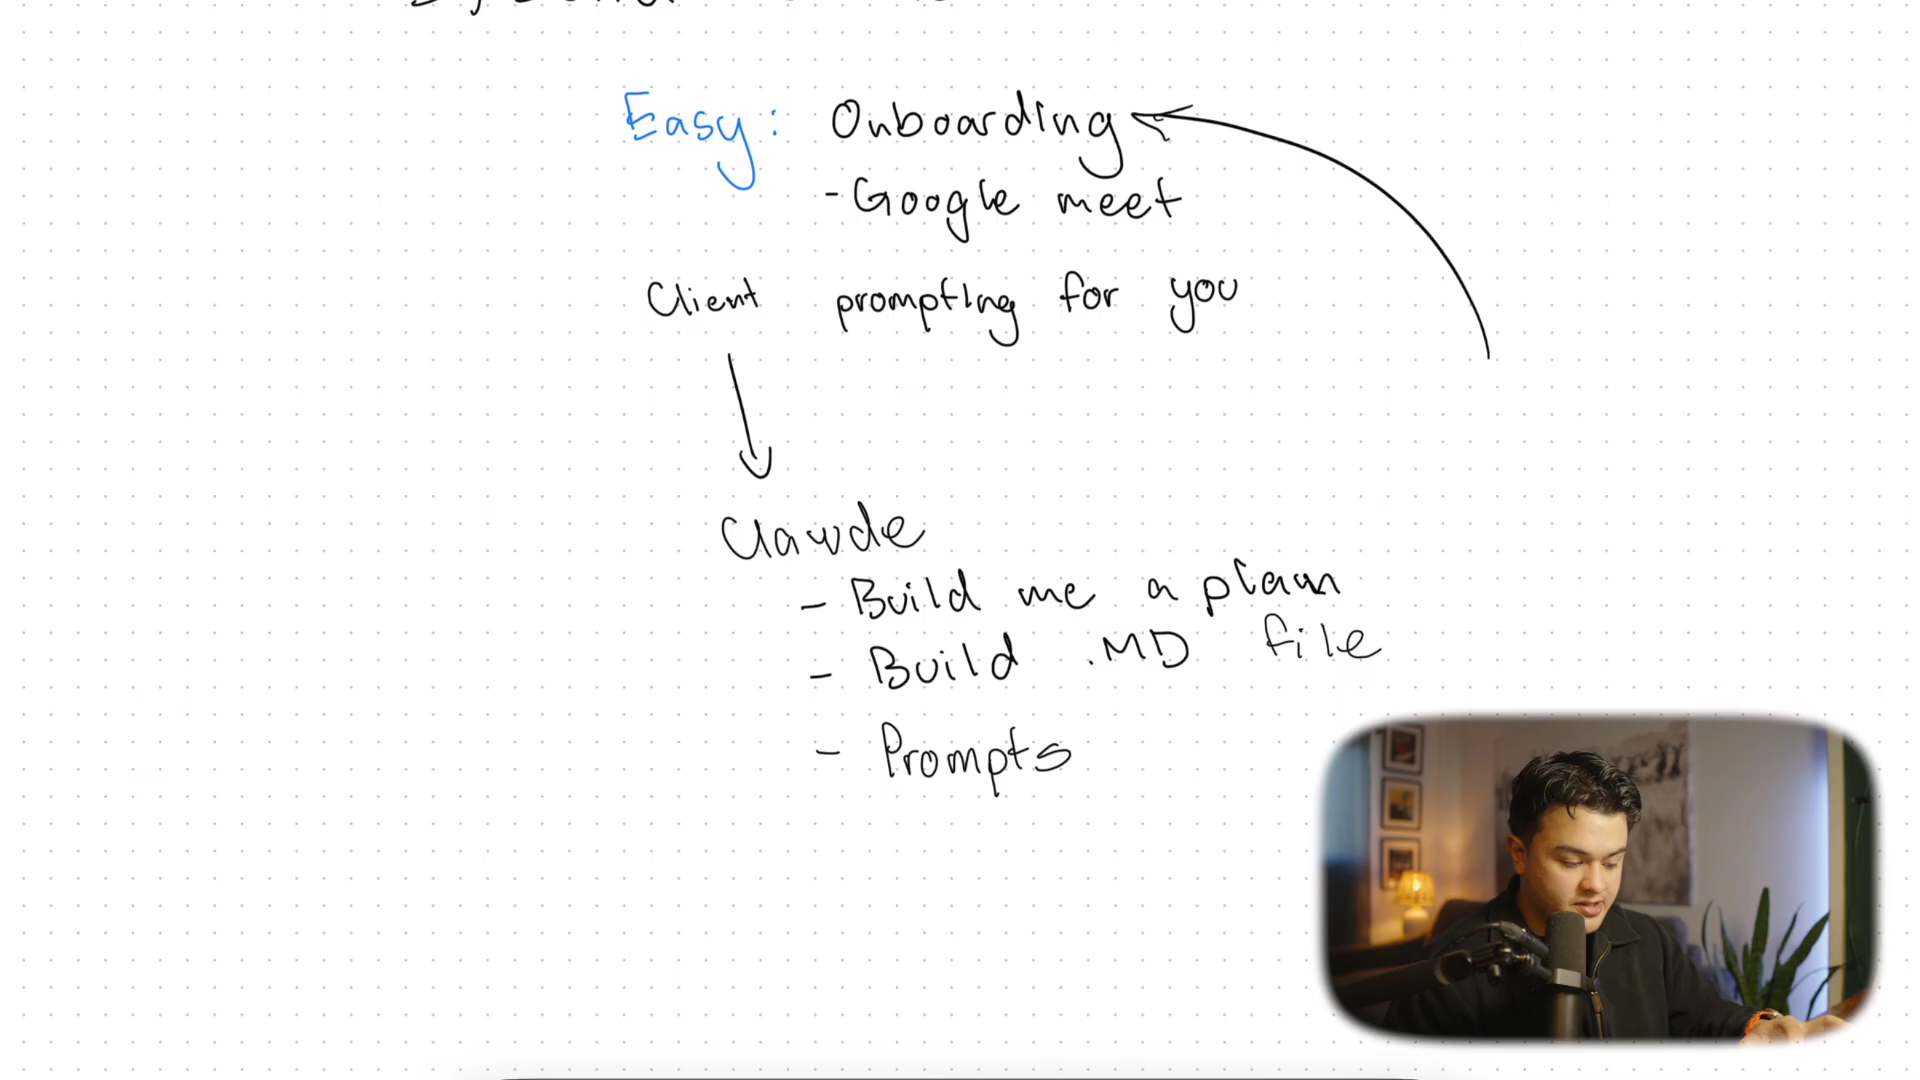 Easy: Onboarding
- Google meet
Client prompting for you
Claude
- Build me a plan
- Build .MD file
- Prompts